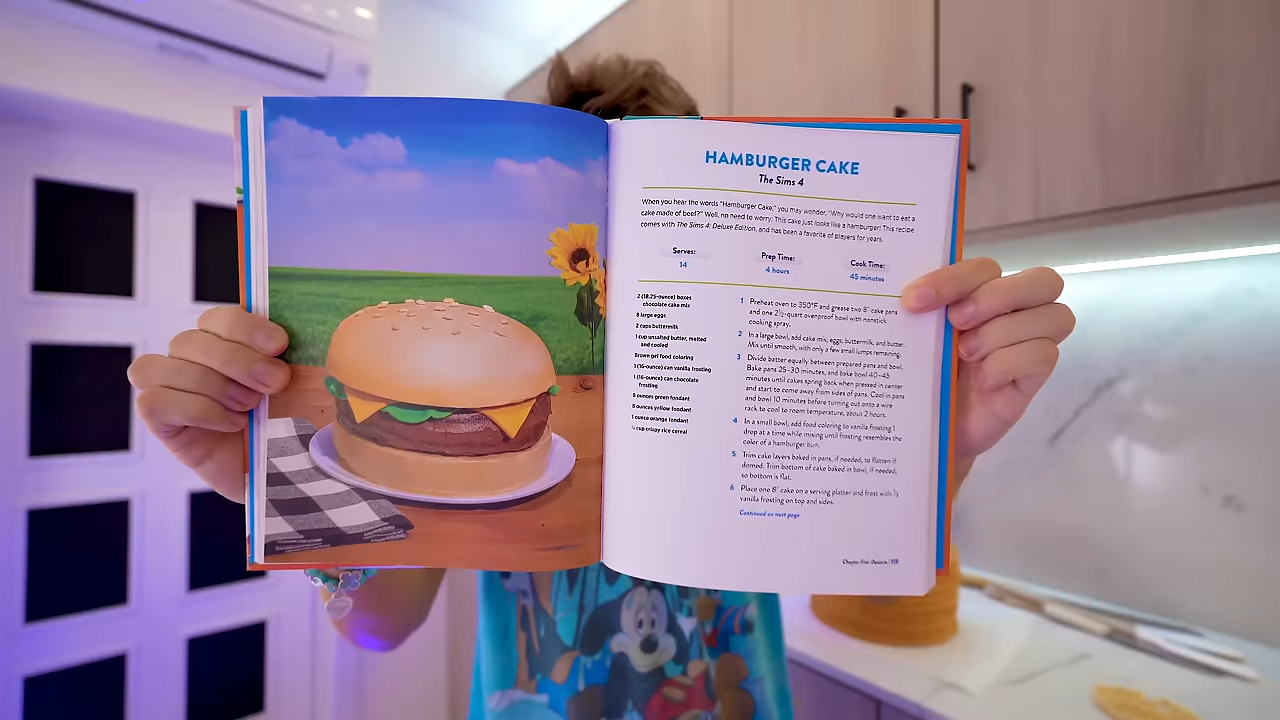 HAMBURGER CAKE
The Sims 4
When you hear the words "Hamburger Cake," you may wonder, "Why would one want to eat a
cake made of beef?" Well, no need to worry: This cake just looks like a hamburger! This recipe
comes with The Sims 4: Deluxe Edition, and has been a favorite of players for years.
Serves:
14
Prep Time:
4 hours
Cook Time:
45 minutes
2 (18.25-ounce) boxes
chocolate cake mix
8 large eggs
2 cups buttermilk
1 cup unsalted butter, melted
and cooled
Brown gel food coloring
1 (16-ounce) can vanilla frosting
1 (16-ounce) can chocolate
frosting
8 ounces green fondant
8 ounces yellow fondant
1 ounce orange fondant
cup crispy rice cereal
1 Preheat oven to 350°F and grease two 8" cake pans
and one 2½-quart ovenproof bowl with nonstick
cooking spray.
2 In a large bowl, add cake mix, eggs, buttermilk, and butter.
Mix until smooth, with only a few small lumps remaining.
3 Divide batter equally between prepared pans and bowl.
Bake pans 25–30 minutes, and bake bowl 40–45
minutes until cakes spring back when pressed in center
and start to come away from sides of pans. Cool in pans
and bowl 10 minutes before turning out onto a wire
rack to cool to room temperature, about 2 hours.
4 In a small bowl, add food coloring to vanilla frosting 1
drop at a time while mixing until frosting resembles the
color of a hamburger bun.
5 Trim cake layers baked in pans, if needed, to flatten if
domed. Trim bottom of cake baked in bowl, if needed,
so bottom is flat.
6 Place one 8" cake on a serving platter and frost with
vanilla frosting on top and sides.
Continued on next page